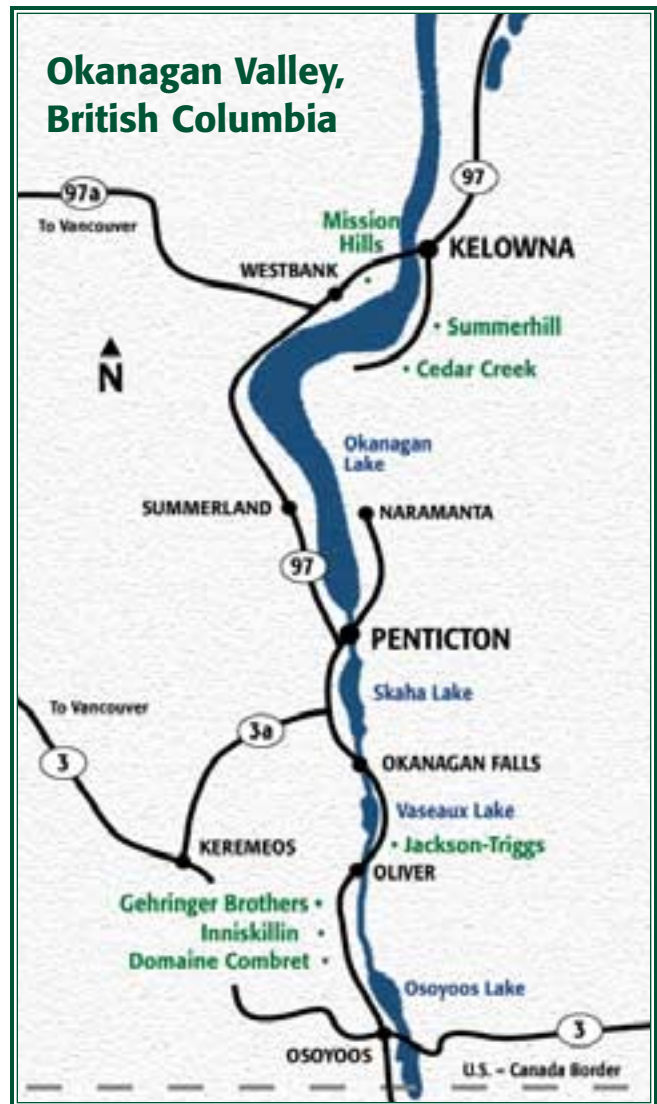 Okanagan Valley,
British Columbia
97a
To Vancouver
97
Mission
Hills
KELOWNA
WESTBANK
Summerhill
N
Cedar Creek
Okanagan
Lake
SUMMERLAND
NARAMANTA
97
PENTICTON
Skaha Lake
To Vancouver
3a
3
OKANAGAN FALLS
Vaseaux Lake
KEREMEOS
Jackson-Triggs
OLIVER
Gehringer Brothers
Inniskillin
Domaine Combret
Osoyoos Lake
3
OSOYOOS
U.S. – Canada Border